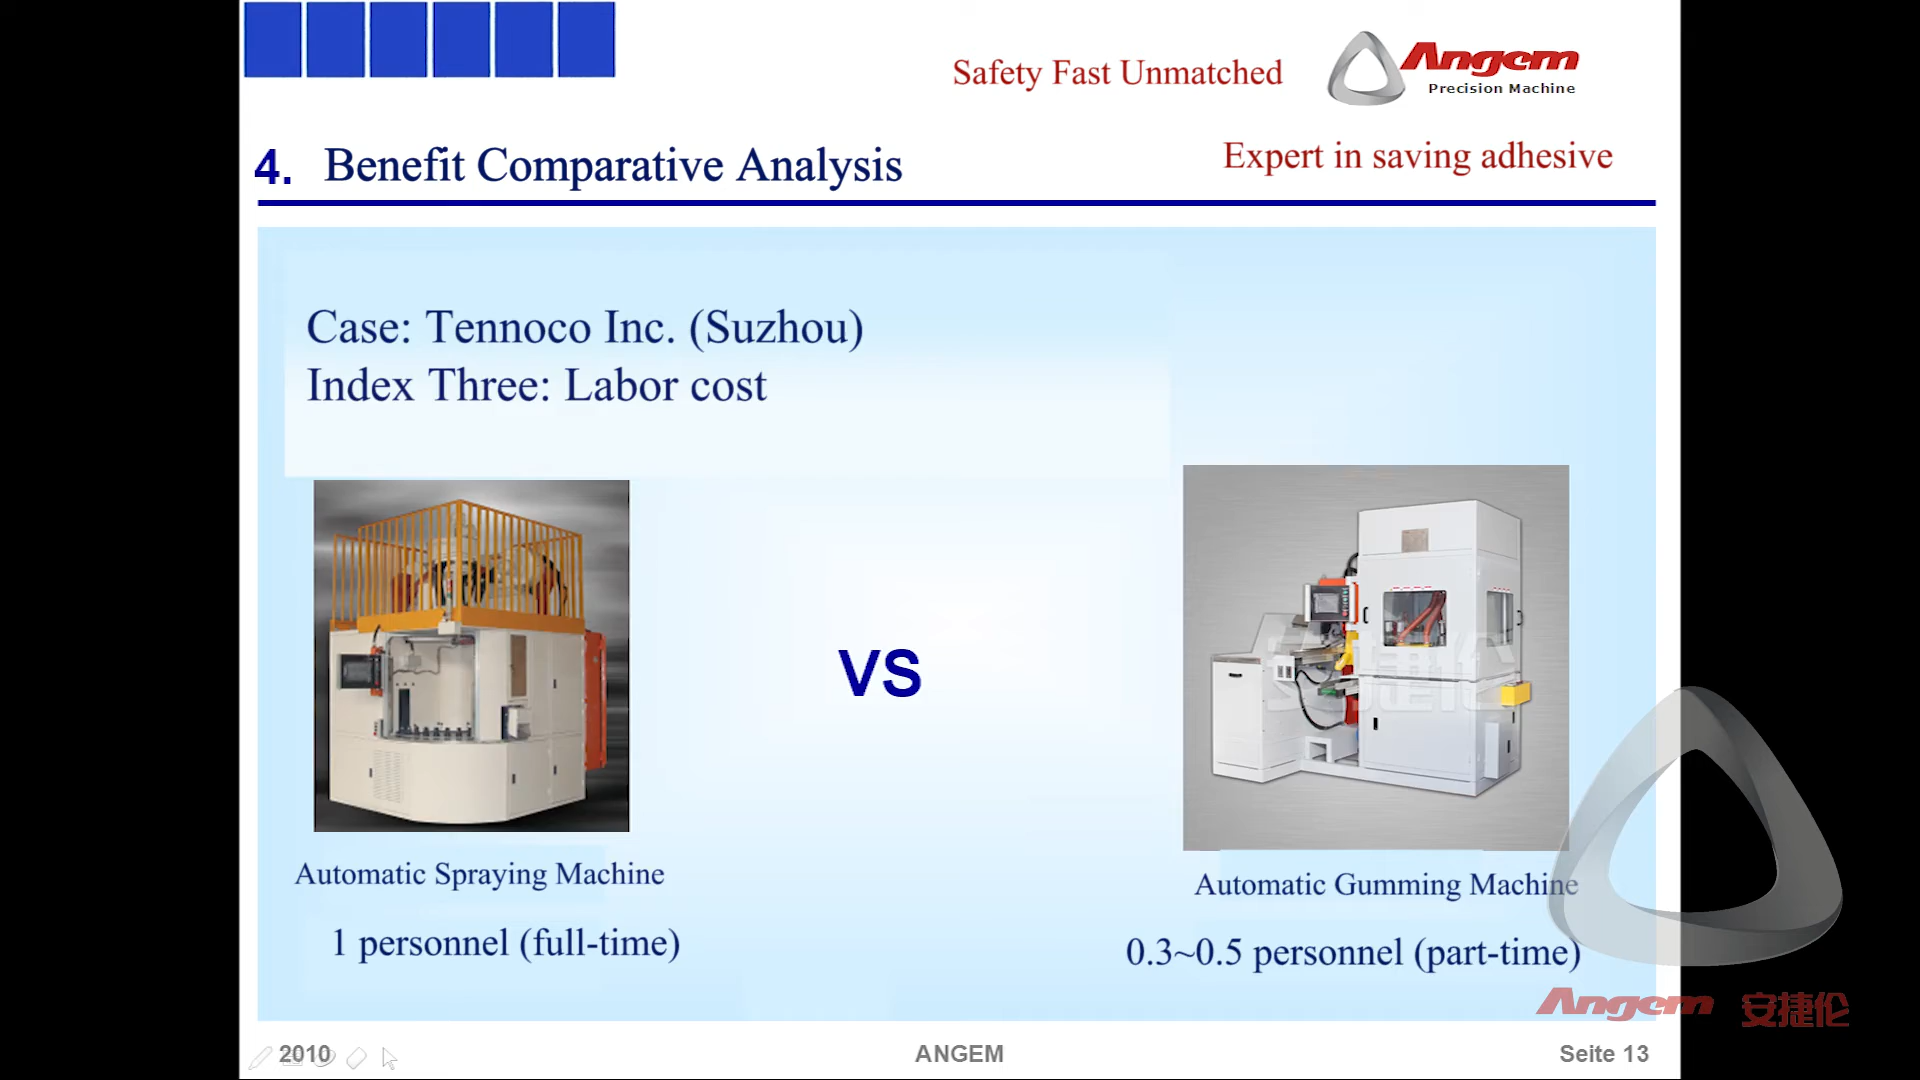 Safety Fast Unmatched
Angem
Precision Machine
4. Benefit Comparative Analysis
Expert in saving adhesive
Case: Tennoco Inc. (Suzhou)
Index Three: Labor cost
VS
Automatic Spraying Machine
Automatic Gumming Machine
1 personnel (full-time)
0.3~0.5 personnel (part-time)
Angem 安捷伦
2010
ANGEM
Seite 13